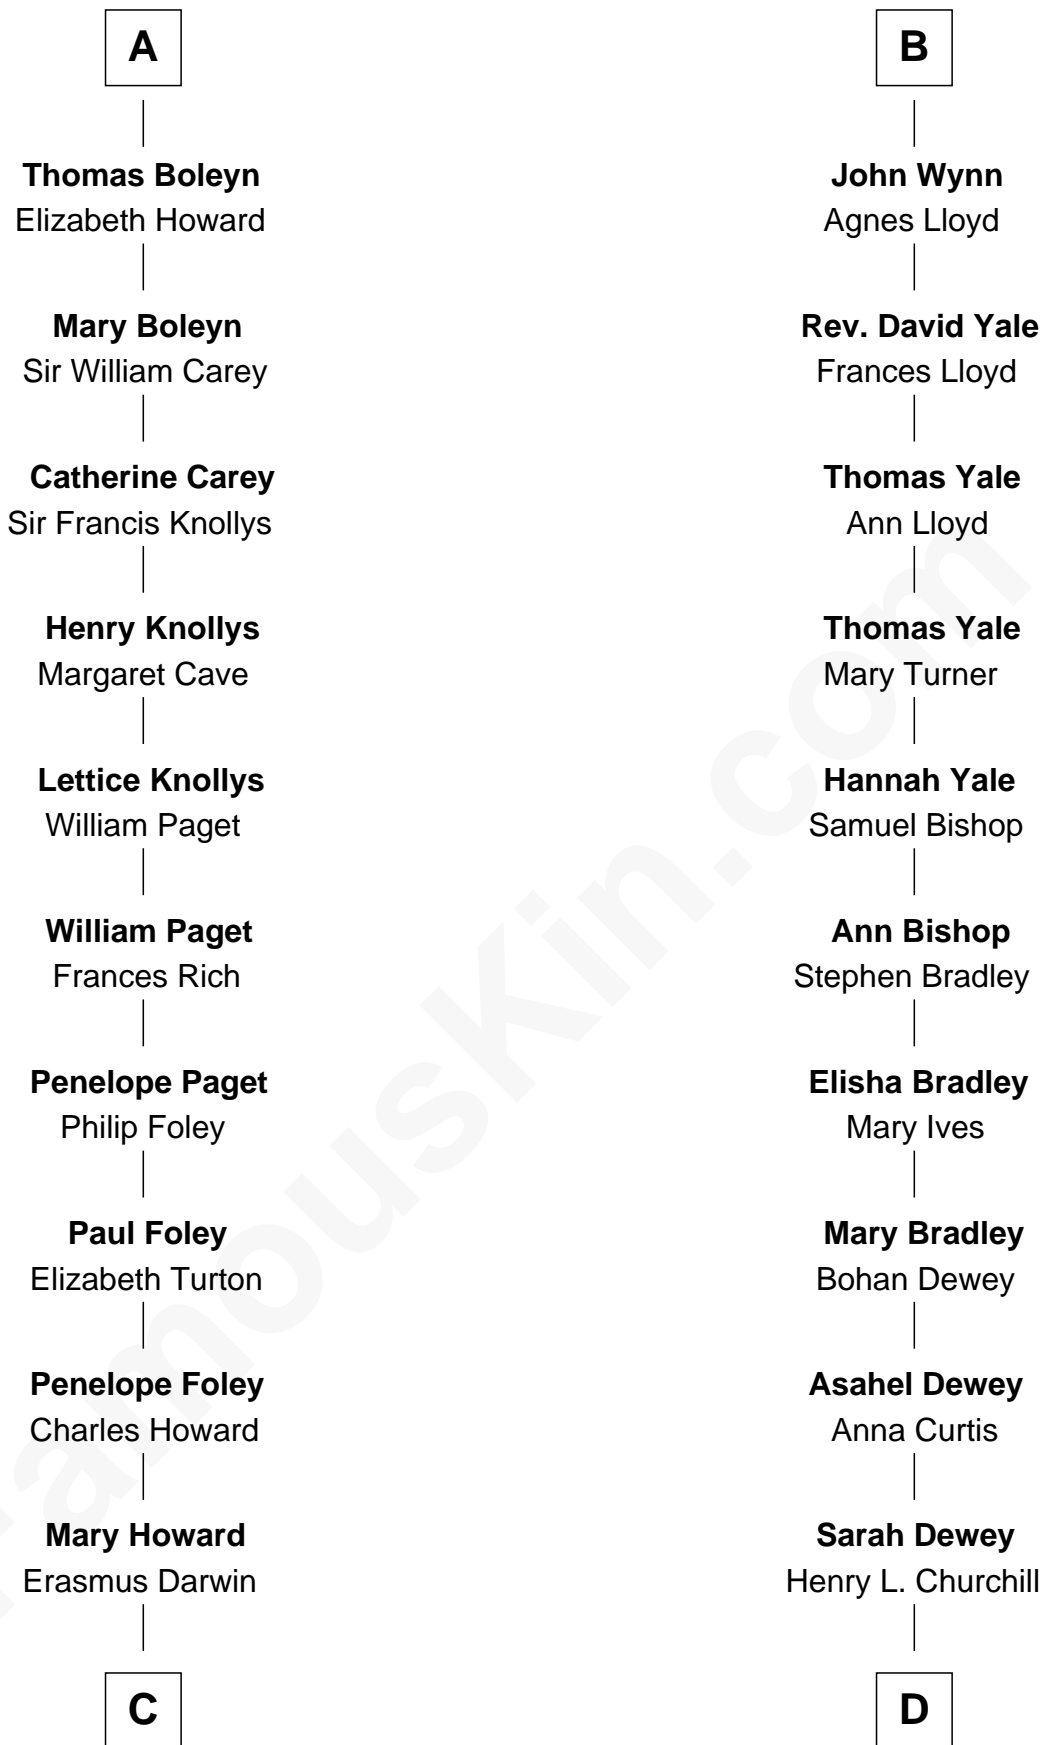 A
Thomas Boleyn
Elizabeth Howard
Mary Boleyn
Sir William Carey
Catherine Carey
Sir Francis Knollys
Henry Knollys
Margaret Cave
Lettice Knollys
William Paget
William Paget
Frances Rich
Penelope Paget
Philip Foley
Paul Foley
Elizabeth Turton
Penelope Foley
Charles Howard
Mary Howard
Erasmus Darwin
C
B
John Wynn
Agnes Lloyd
Rev. David Yale
Frances Lloyd
Thomas Yale
Ann Lloyd
Thomas Yale
Mary Turner
Hannah Yale
Samuel Bishop
Ann Bishop
Stephen Bradley
Elisha Bradley
Mary Ives
Mary Bradley
Bohan Dewey
Asahel Dewey
Anna Curtis
Sarah Dewey
Henry L. Churchill
D
FamousKin.com